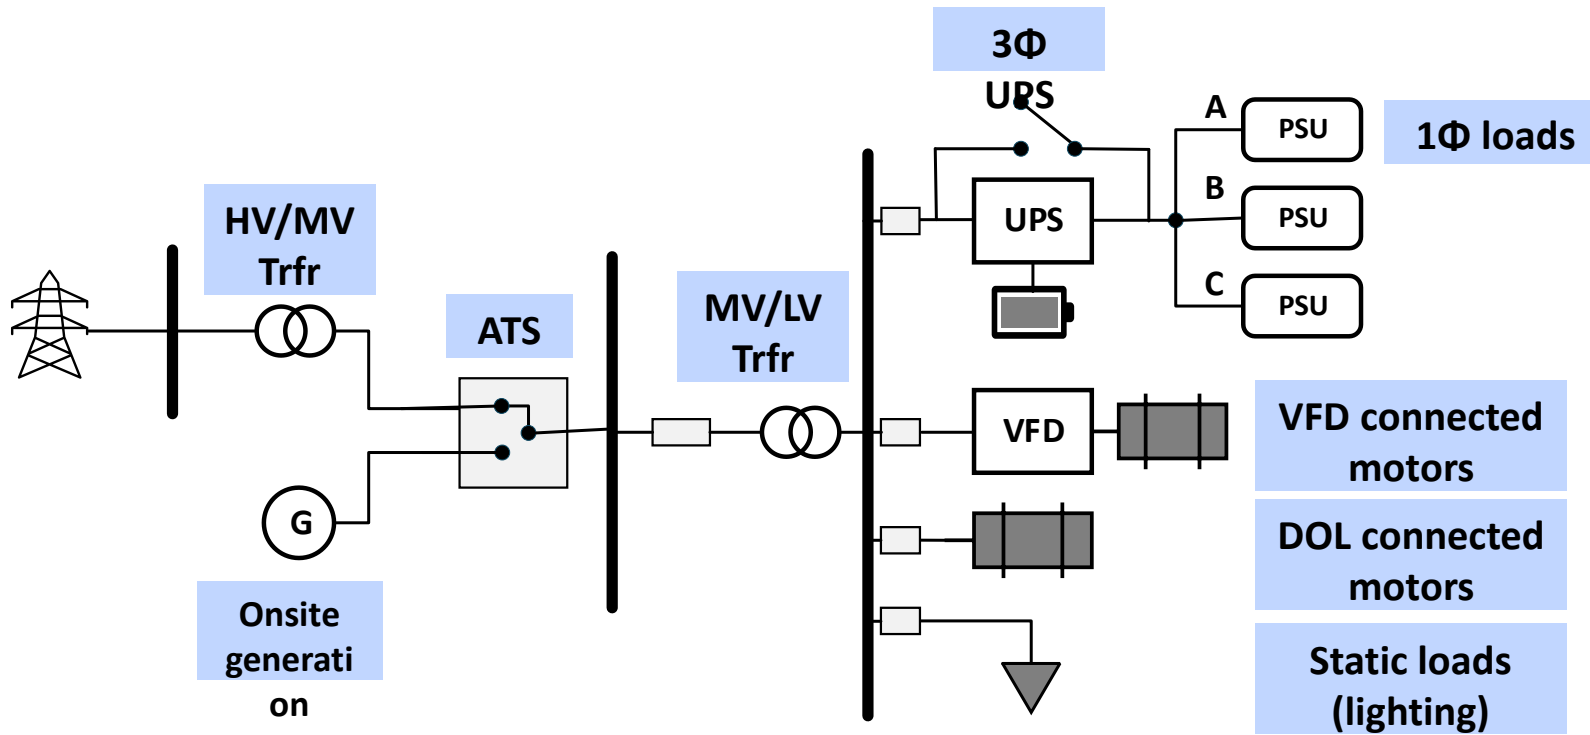 3Φ
UPS
A
PSU
1Φ loads
HV/MV
Trfr
B
PSU
UPS
ATS
MV/LV
Trfr
C
PSU
VFD
VFD connected
motors
G
DOL connected
motors
Onsite
generati
on
Static loads
(lighting)